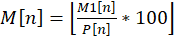 M[n] = ⌊M1[n]/P[n] * 100⌋